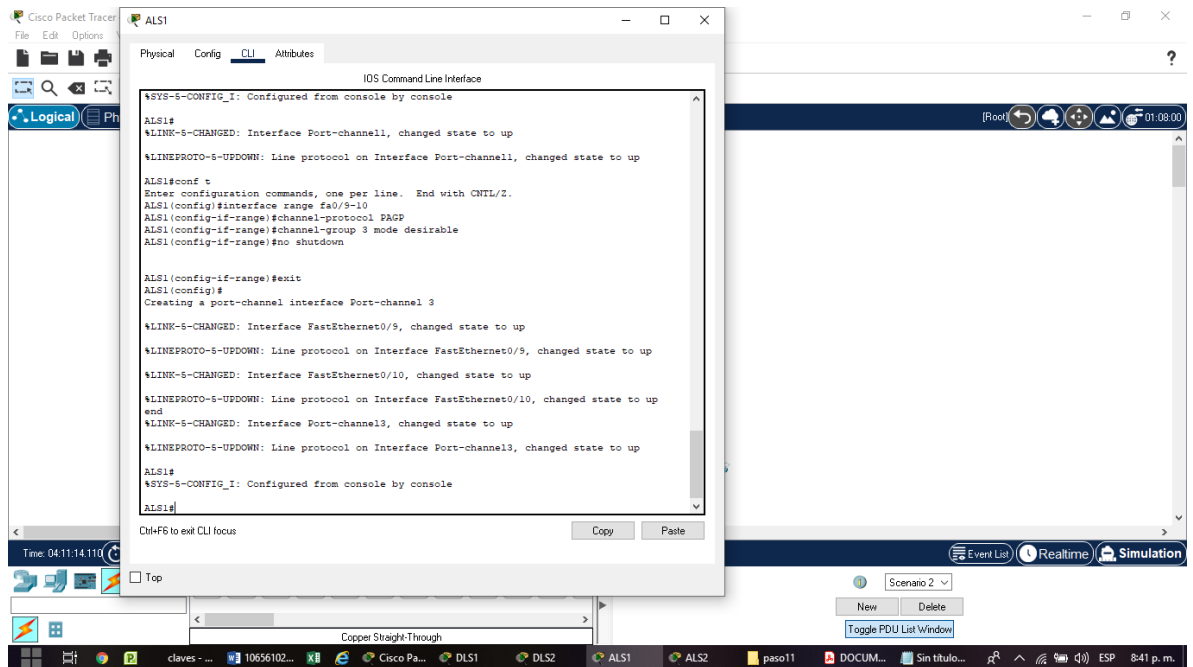 Cisco Packet Tracer
File Edit Options
ALS1
Physical Config CLI Attributes
IOS Command Line Interface
%SYS-5-CONFIG_I: Configured from console by console
ALS1#
%LINK-5-CHANGED: Interface Port-channel1, changed state to up
%LINEPROTO-5-UPDOWN: Line protocol on Interface Port-channel1, changed state to up
ALS1#conf t
Enter configuration commands, one per line. End with CNTL/Z.
ALS1(config)#interface range fa0/9-10
ALS1(config-if-range)#channel-protocol PAGP
ALS1(config-if-range)#channel-group 3 mode desirable
ALS1(config-if-range)#no shutdown
ALS1(config-if-range)#exit
ALS1(config)#
Creating a port-channel interface Port-channel 3
%LINK-5-CHANGED: Interface FastEthernet0/9, changed state to up
%LINEPROTO-5-UPDOWN: Line protocol on Interface FastEthernet0/9, changed state to up
%LINK-5-CHANGED: Interface FastEthernet0/10, changed state to up
%LINEPROTO-5-UPDOWN: Line protocol on Interface FastEthernet0/10, changed state to up
end
%LINK-5-CHANGED: Interface Port-channel3, changed state to up
%LINEPROTO-5-UPDOWN: Line protocol on Interface Port-channel3, changed state to up
ALS1#
%SYS-5-CONFIG_I: Configured from console by console
ALS1#
Ctrl+F6 to exit CLI focus
Copy Paste
Top
Logical Ph
[Root] 01:08:00
Time: 04:11:14.110
Event List Realtime Simulation
Scenario 2
New Delete
Toggle PDU List Window
Copper Straight-Through
claves - ... 10656102... Cisco Pa... DLS1 DLS2 ALS1 ALS2 paso11 DOCUM... Sin título... ESP 8:41 p. m.